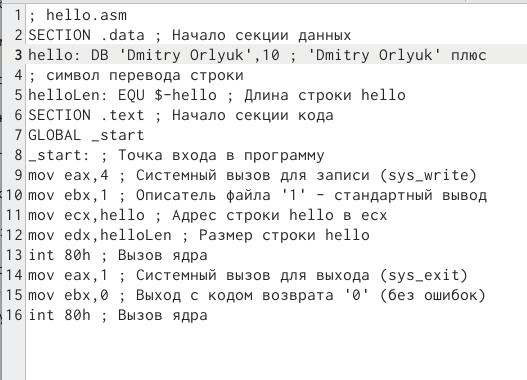 1 ; hello.asm
2 SECTION .data ; Начало секции данных
3 hello: DB 'Dmitry Orlyuk',10 ; 'Dmitry Orlyuk' плюс
4 ; символ перевода строки
5 helloLen: EQU $-hello ; Длина строки hello
6 SECTION .text ; Начало секции кода
7 GLOBAL _start
8 _start: ; Точка входа в программу
9 mov eax,4 ; Системный вызов для записи (sys_write)
10 mov ebx,1 ; Описатель файла '1' - стандартный вывод
11 mov ecx,hello ; Адрес строки hello в ecx
12 mov edx,helloLen ; Размер строки hello
13 int 80h ; Вызов ядра
14 mov eax,1 ; Системный вызов для выхода (sys_exit)
15 mov ebx,0 ; Выход с кодом возврата '0' (без ошибок)
16 int 80h ; Вызов ядра